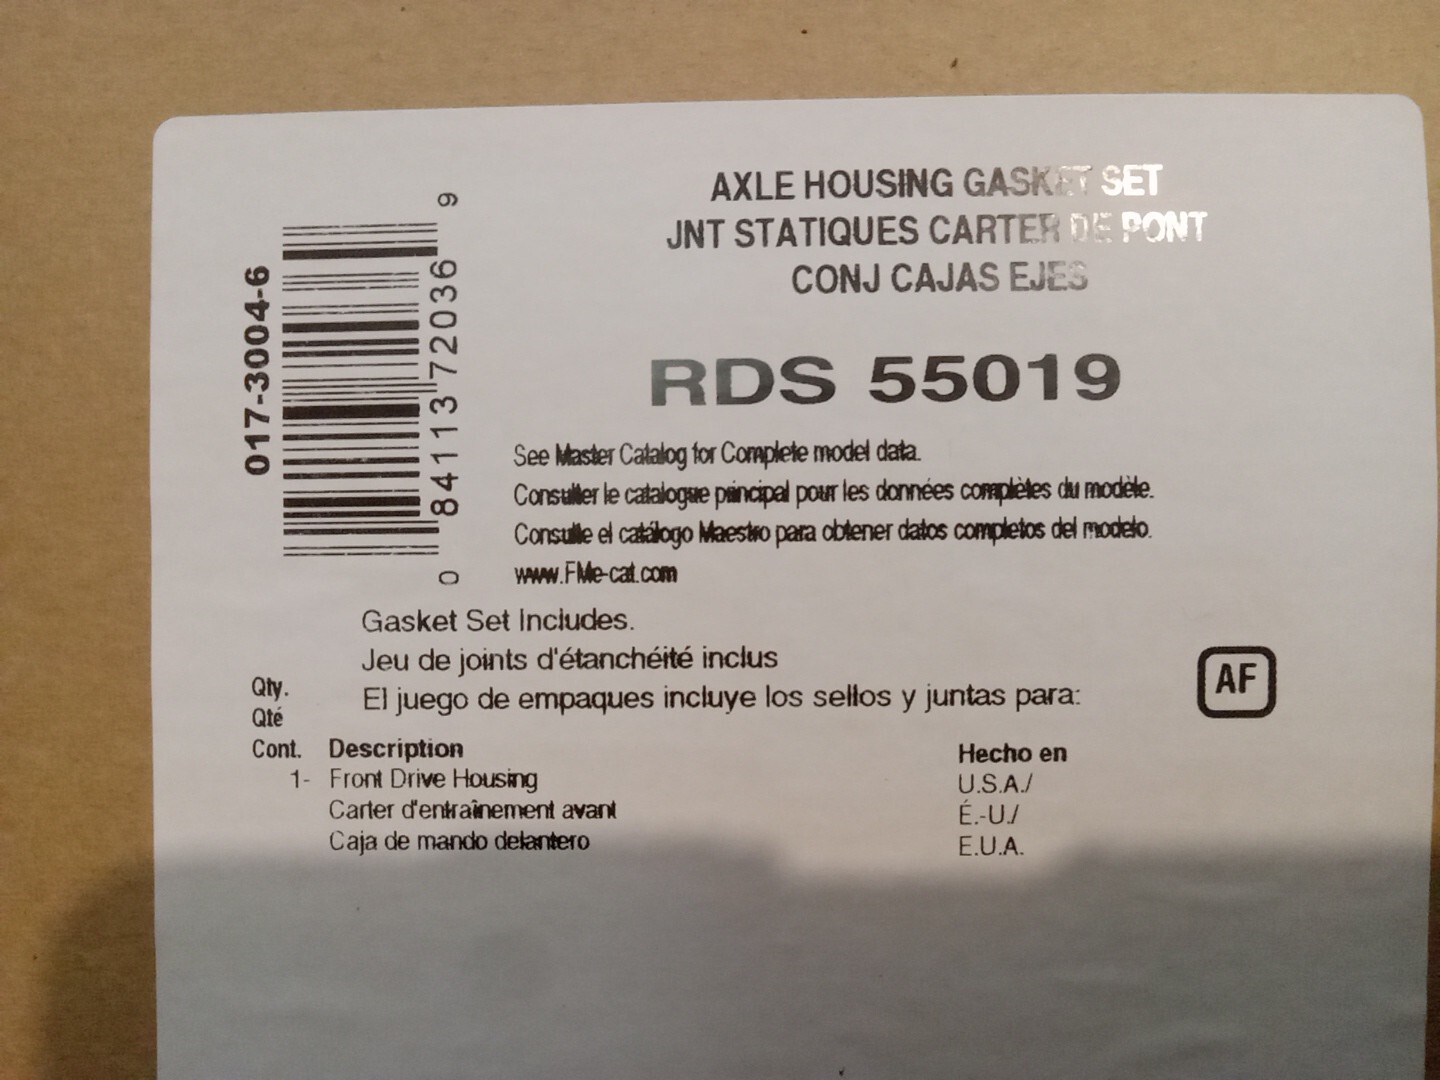 AXLE HOUSING GASKET SET
JNT STATIQUES CARTER DE PONT
CONJ CAJAS EJES
017-3004-6
0 84113 72036 9
RDS 55019
See Master Catalog for Complete model data.
Consulter le catalogue principal pour les données complètes du modèle.
Consulte el catálogo Maestro para obtener datos completos del modelo.
www.FMe-cat.com
Gasket Set Includes.
Jeu de joints d'étanchéité inclus
El juego de empaques incluye los sellos y juntas para:
AF
Qty.
Qté
Cont. Description Hecho en
1- Front Drive Housing U.S.A./
Carter d'entraînement avant É.-U./
Caja de mando delantero E.U.A.